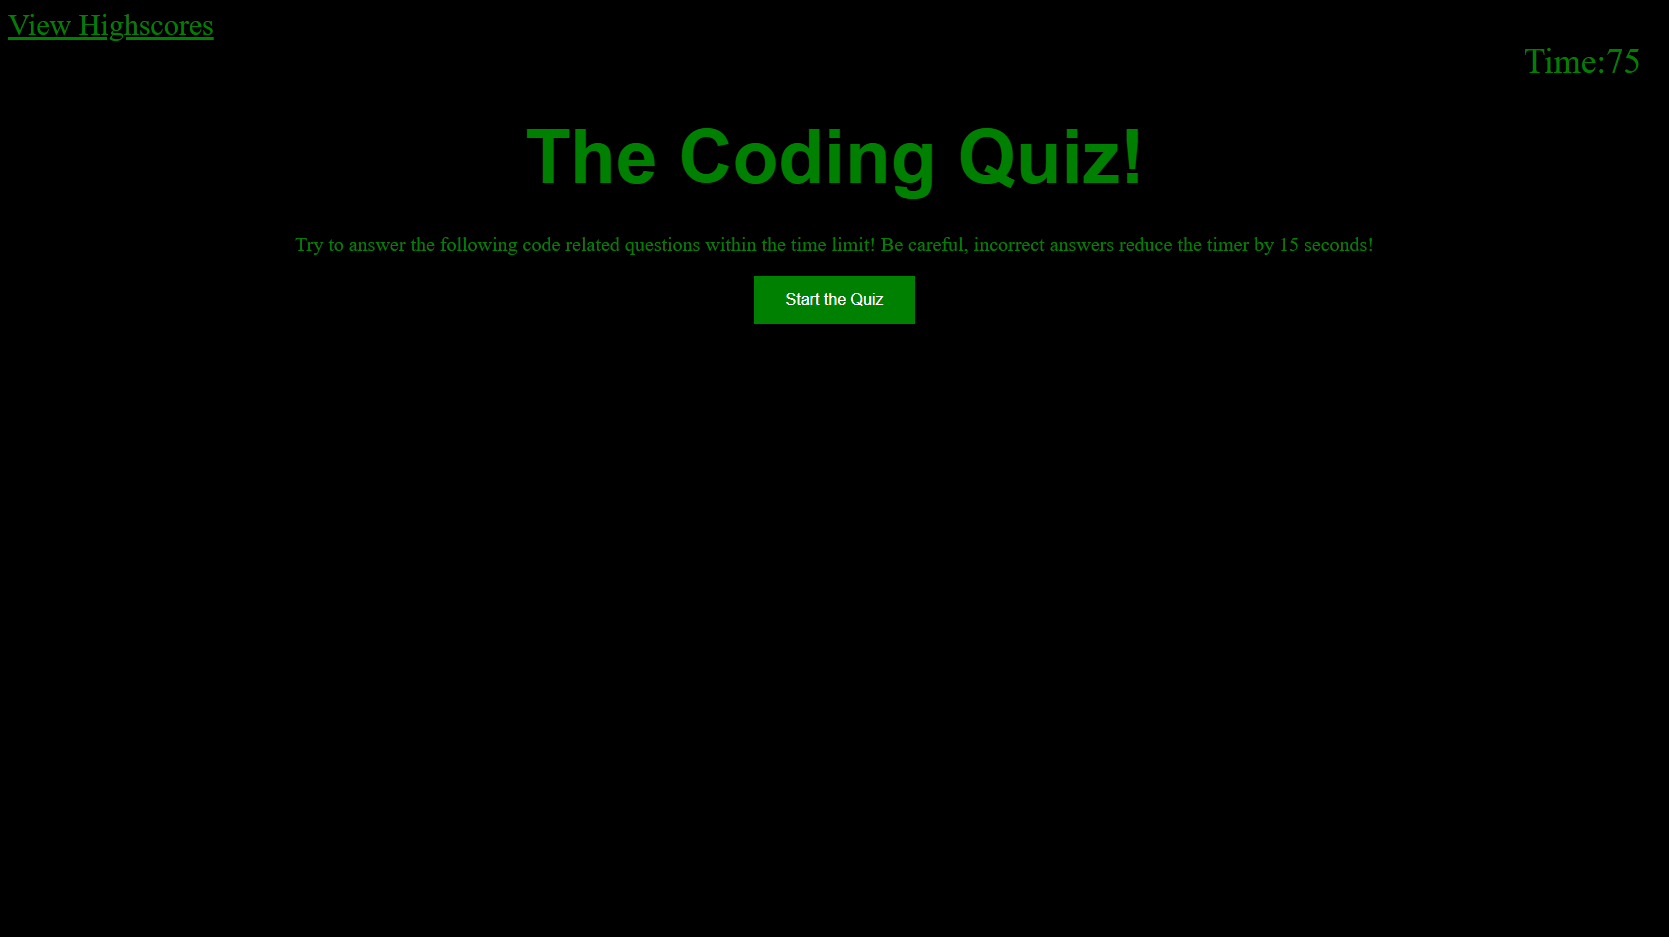 View Highscores
Time:75
The Coding Quiz!
Try to answer the following code related questions within the time limit! Be careful, incorrect answers reduce the timer by 15 seconds!
Start the Quiz